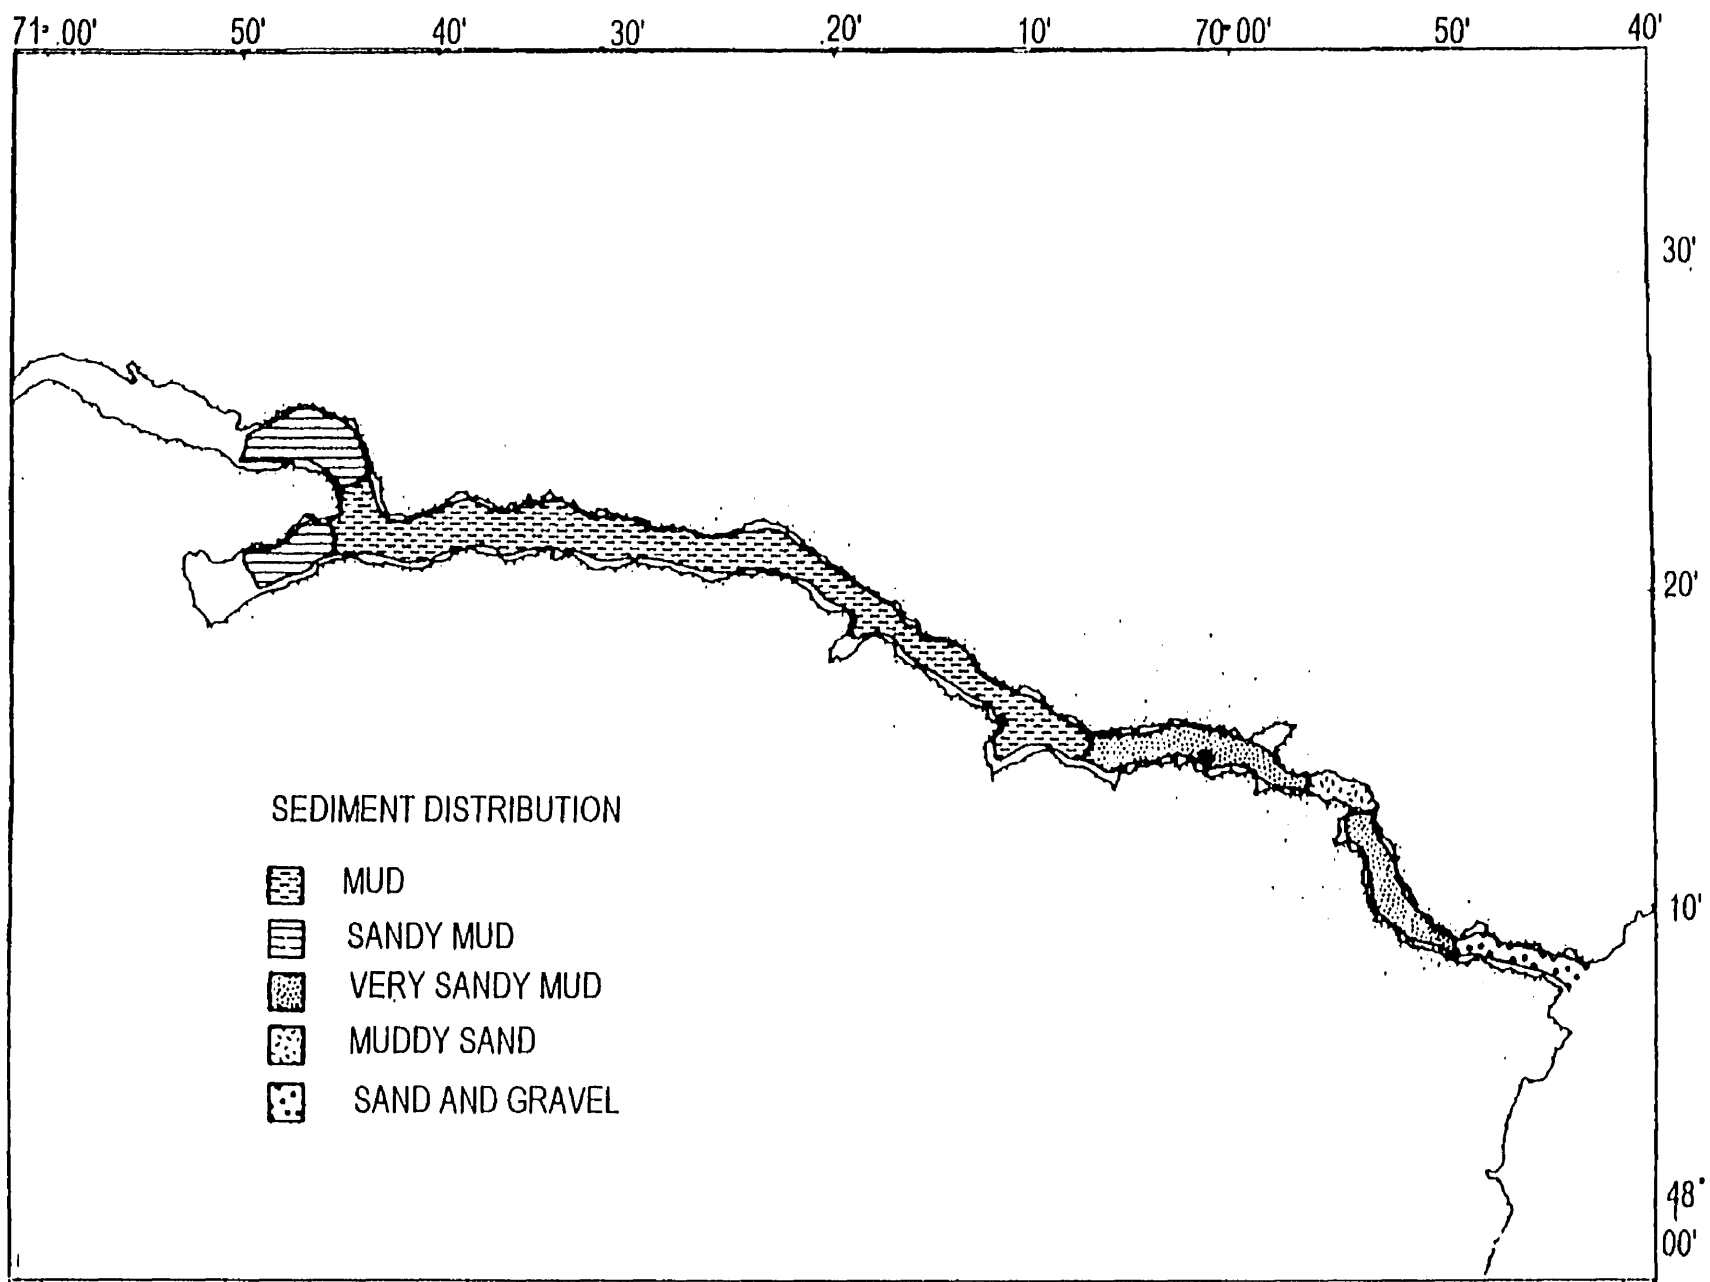 71° 00' 50' 40' 30' 20' 10' 70° 00' 50' 40'
30'
20'
10'
48°
00'
SEDIMENT DISTRIBUTION
MUD
SANDY MUD
VERY SANDY MUD
MUDDY SAND
SAND AND GRAVEL